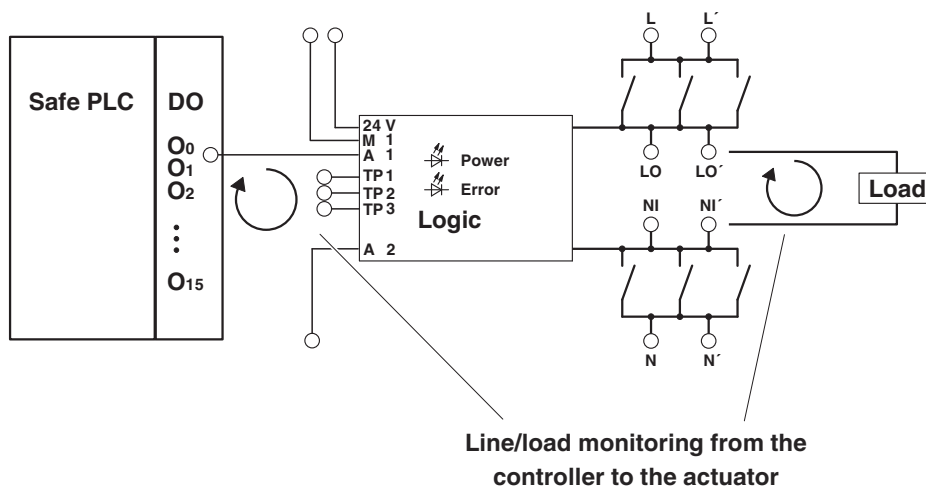 L L´
Safe PLC DO
24 V
M 1
A 1
O0
O1
O2
O15
TP 1
TP 2
TP 3
A 2
Power
Error
Logic
LO LO´
NI NI´
Load
N N´
Line/load monitoring from the
controller to the actuator